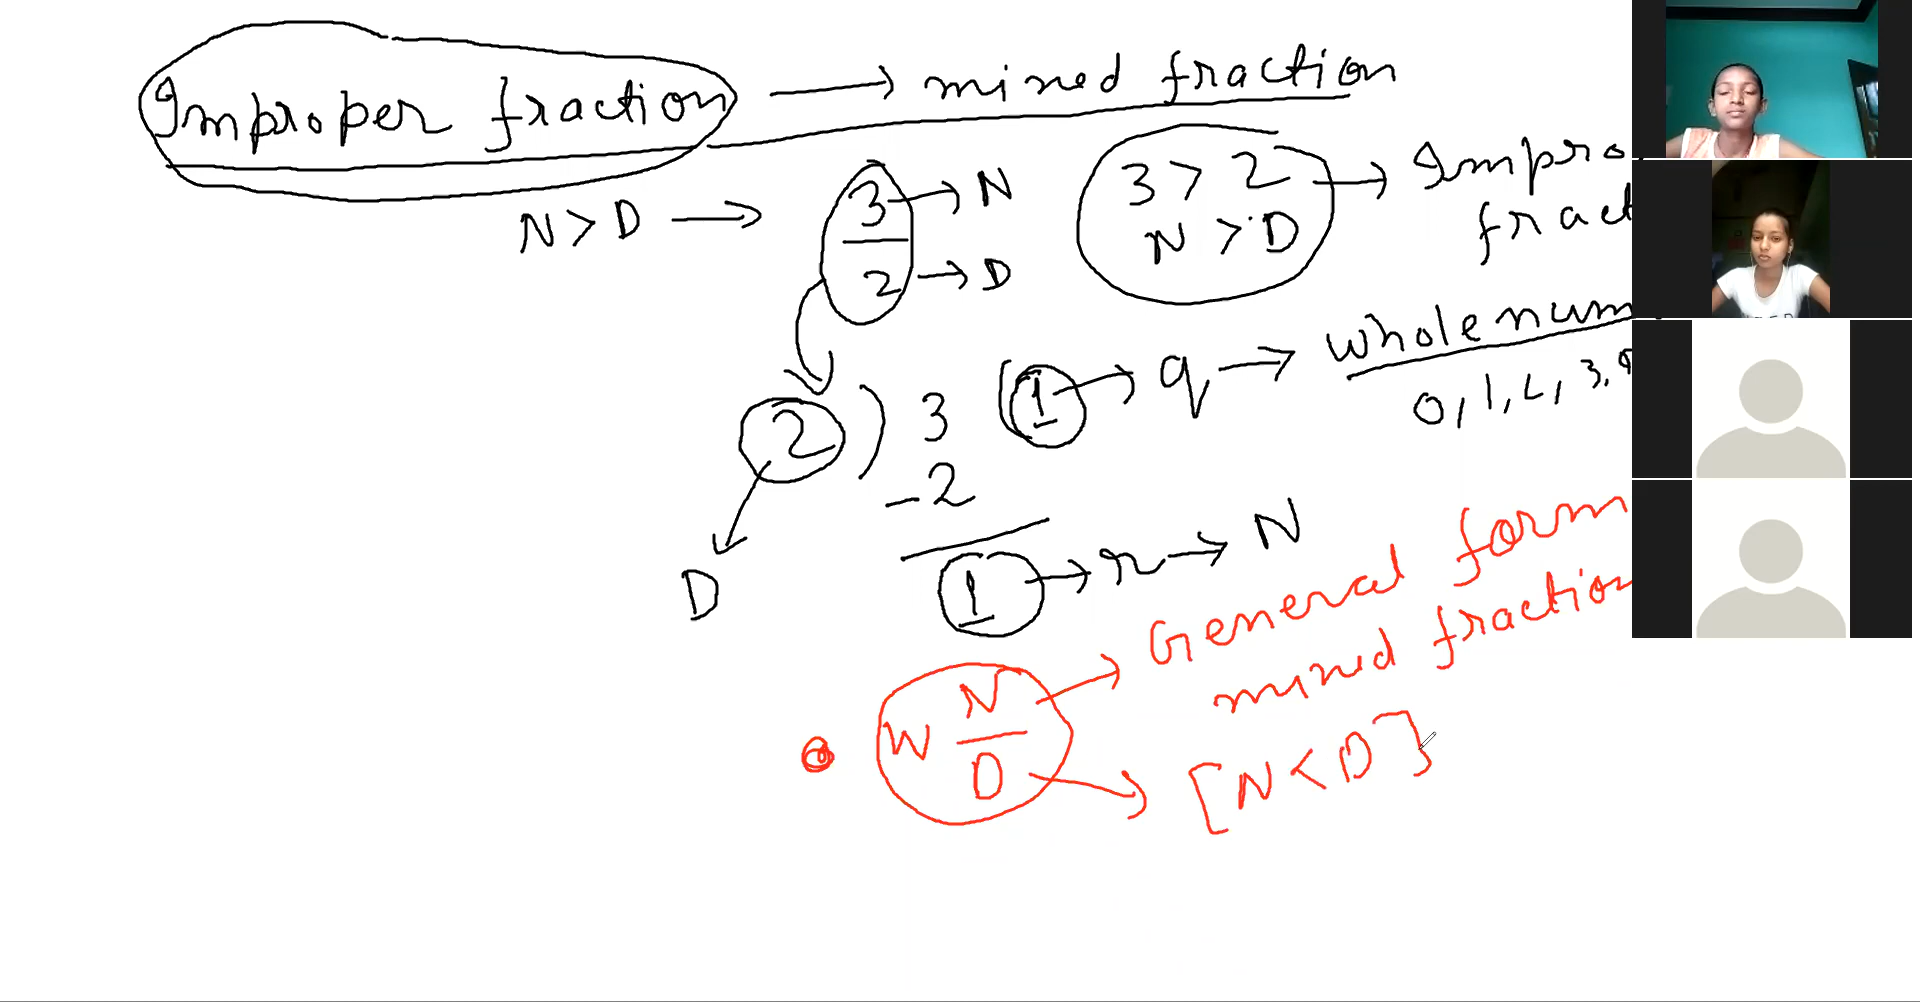 Improper fraction → mixed fraction
N > D → 3/2 → N → D
3 > 2 → Impro
N > D fract
2 ) 3 ( 1 → q → whole num
0, 1, 2, 3,
- 2
D 1 → r → N
General form
mixed fraction
W N/D
[N < D]